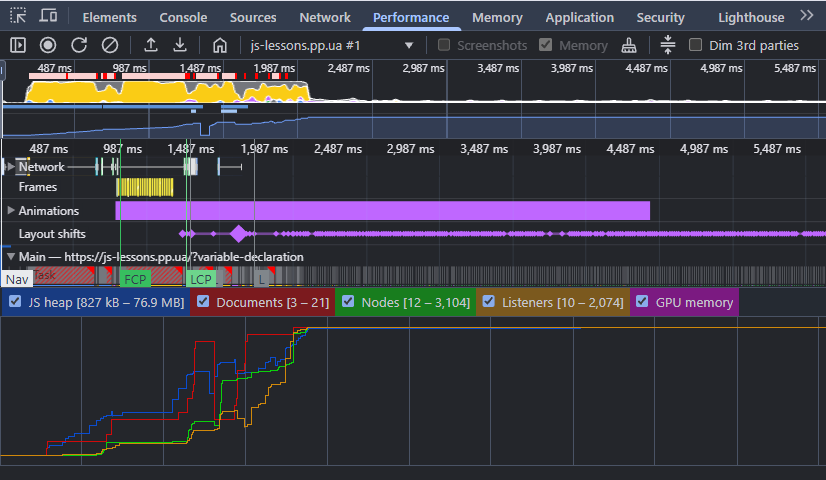 Elements Console Sources Network Performance Memory Application Security Lighthouse
js-lessons.pp.ua #1 Screenshots Memory Dim 3rd parties
487 ms 987 ms 1,487 ms 1,987 ms 2,487 ms 2,987 ms 3,487 ms 3,987 ms 4,487 ms 4,987 ms 5,487 ms
487 ms 987 ms 1,487 ms 1,987 ms 2,487 ms 2,987 ms 3,487 ms 3,987 ms 4,487 ms 4,987 ms 5,487 ms
Network
Frames
Animations
Layout shifts
Main — https://js-lessons.pp.ua/?variable-declaration
Nav Task FCP LCP L
JS heap [827 kB – 76.9 MB] Documents [3 – 21] Nodes [12 – 3,104] Listeners [10 – 2,074] GPU memory